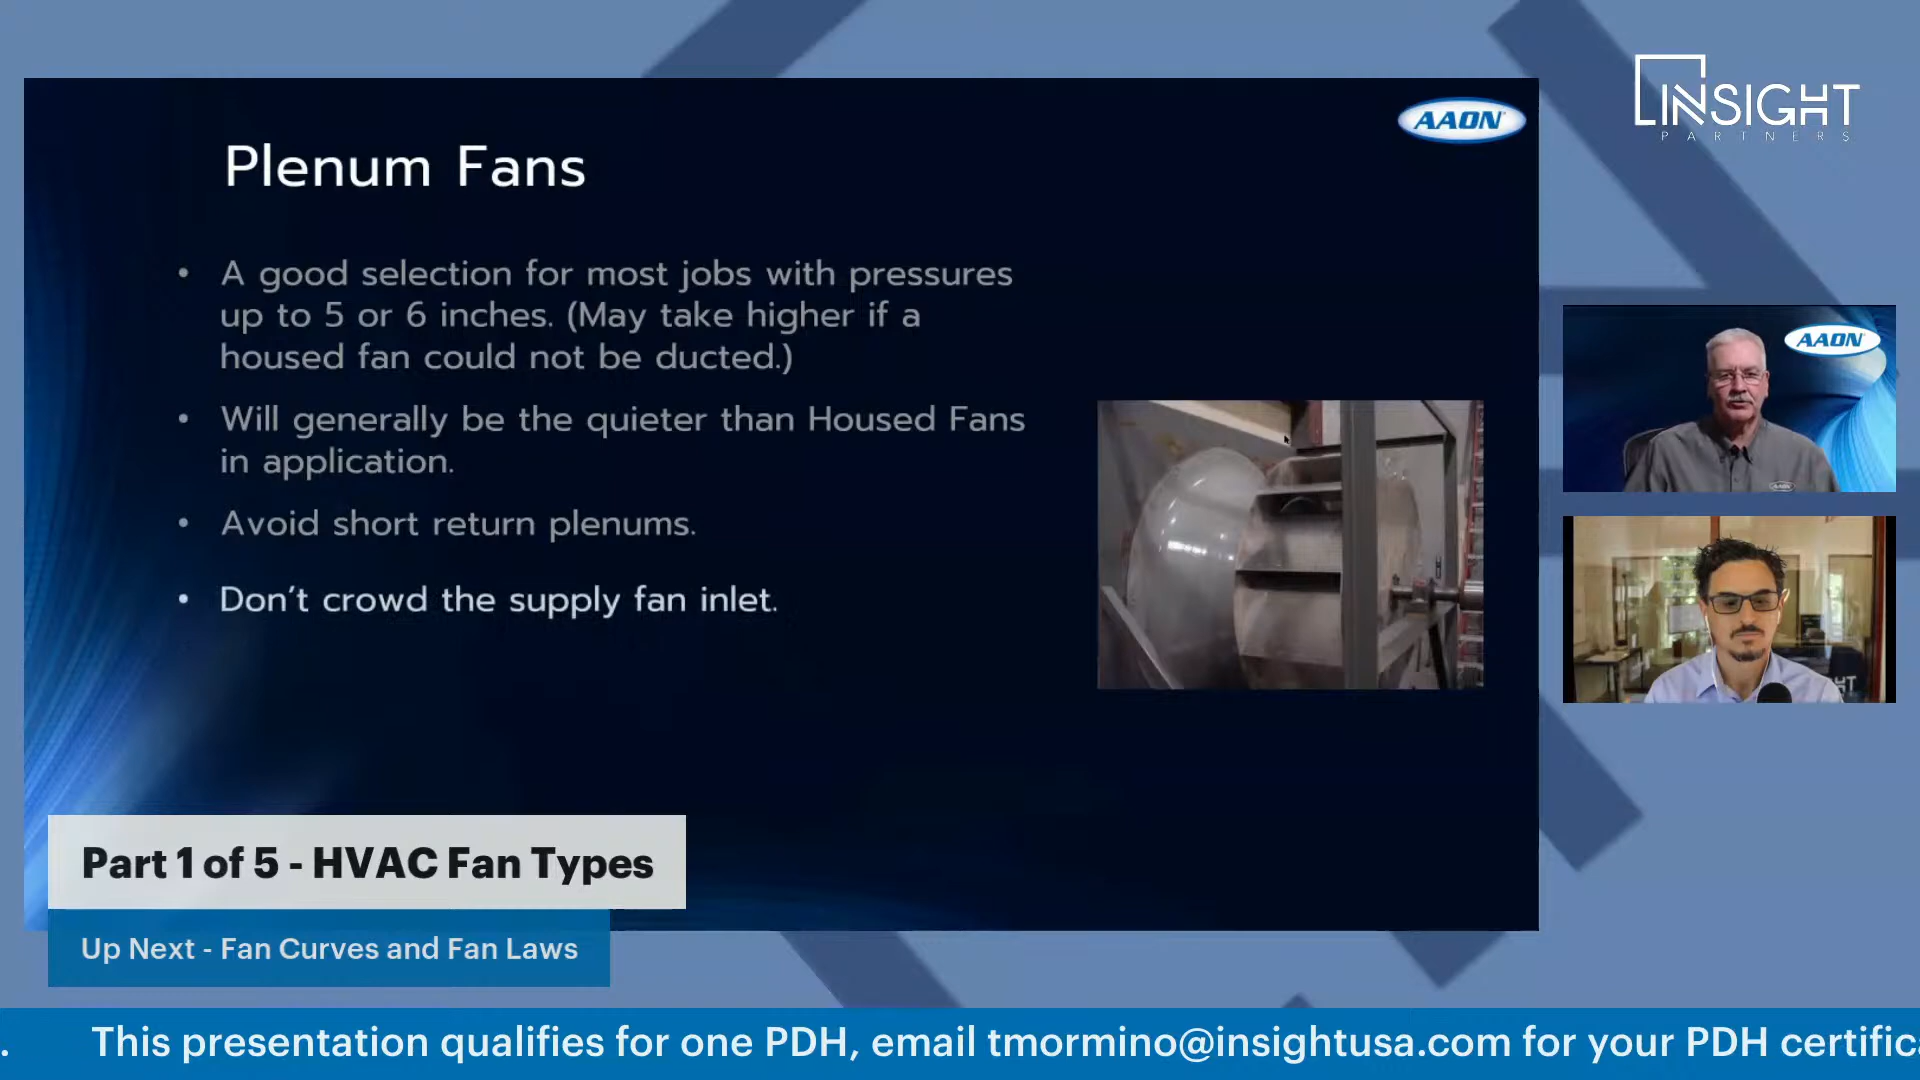 AAON
INSIGHT
PARTNERS
Plenum Fans
• A good selection for most jobs with pressures
up to 5 or 6 inches. (May take higher if a
housed fan could not be ducted.)
• Will generally be the quieter than Housed Fans
in application.
• Avoid short return plenums.
• Don’t crowd the supply fan inlet.
AAON
Part 1 of 5 - HVAC Fan Types
Up Next - Fan Curves and Fan Laws
. This presentation qualifies for one PDH, email tmormino@insightusa.com for your PDH certific